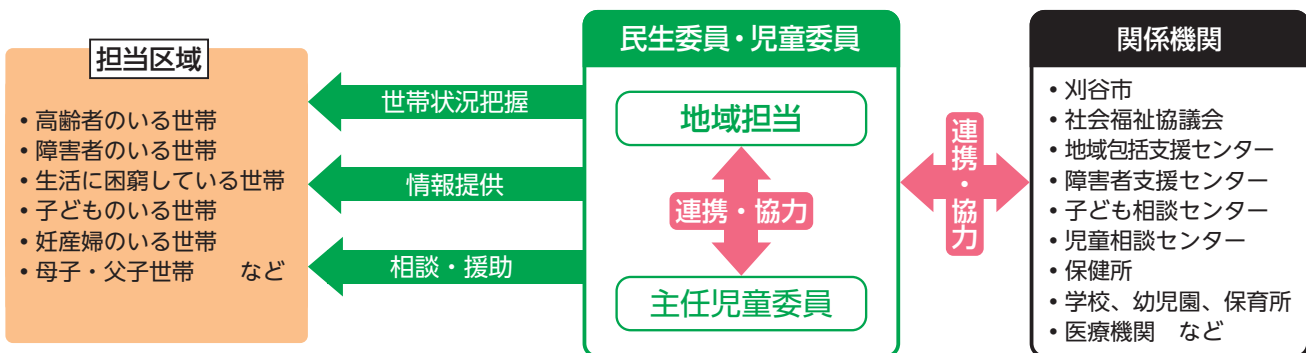 担当区域
• 高齢者のいる世帯
• 障害者のいる世帯
• 生活に困窮している世帯
• 子どものいる世帯
• 妊産婦のいる世帯
• 母子・父子世帯　など
世帯状況把握
情報提供
相談・援助
民生委員・児童委員
地域担当
連携・協力
主任児童委員
連携・協力
関係機関
• 刈谷市
• 社会福祉協議会
• 地域包括支援センター
• 障害者支援センター
• 子ども相談センター
• 児童相談センター
• 保健所
• 学校、幼児園、保育所
• 医療機関　など